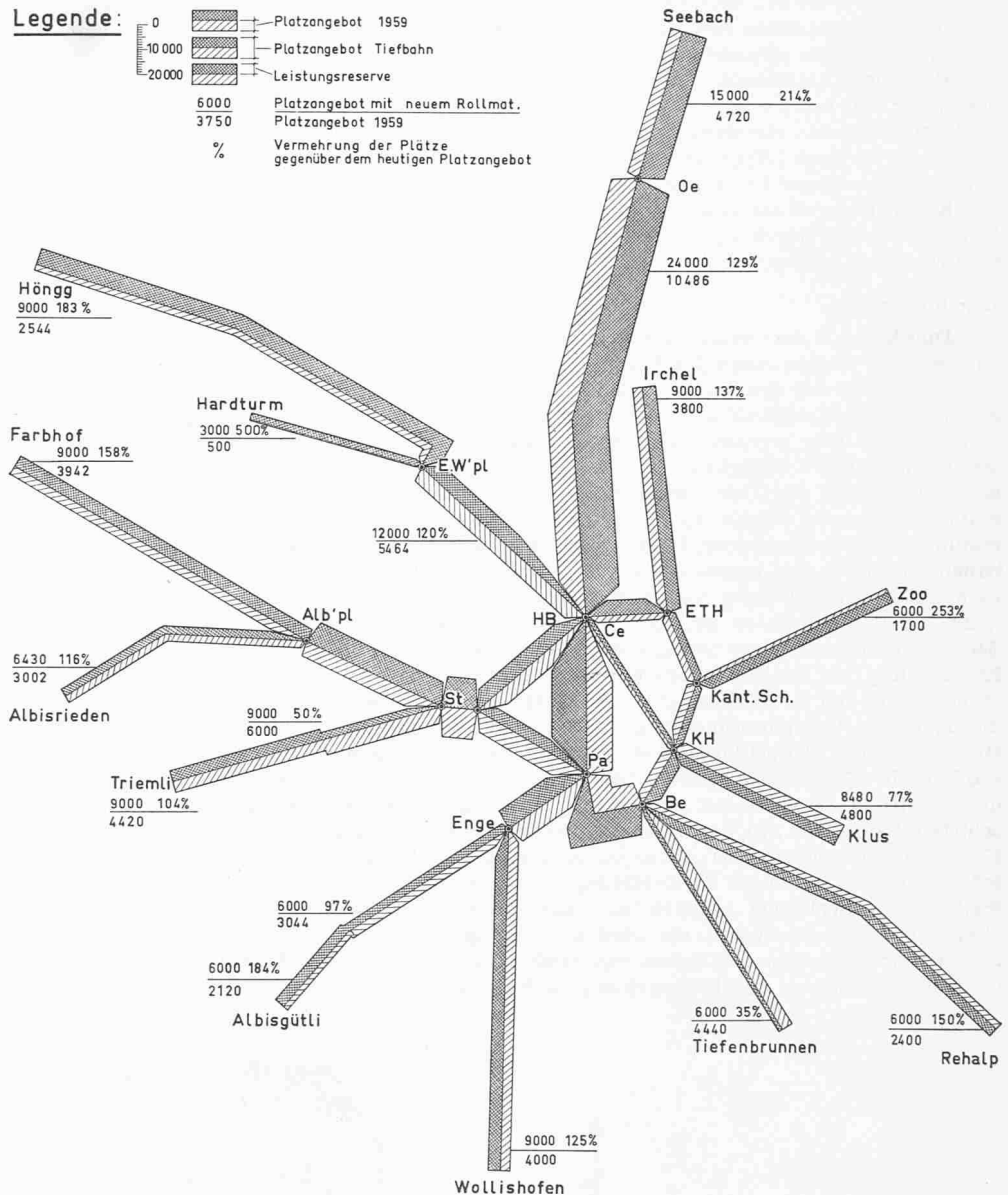 Legende:
0
10 000
20 000
Platzangebot 1959
Platzangebot Tiefbahn
Leistungsreserve
6000
3750
Platzangebot mit neuem Rollmat.
Platzangebot 1959
%
Vermehrung der Plätze
gegenüber dem heutigen Platzangebot
Seebach
15 000 214%
4 720
Oe
24 000 129%
10 486
Höngg
9000 183 %
2544
Hardturm
3000 500%
500
Irchel
9000 137%
3800
Farbhof
9000 158%
3942
E.W'pl
12000 120%
5464
Zoo
6000 253%
1700
Alb'pl
HB
Ce
ETH
6430 116%
3002
Albisrieden
Kant. Sch.
St
9000 50%
6000
KH
Pa
Triemli
9000 104%
4420
Enge
Be
8480 77%
4800
Klus
6000 97%
3044
6000 184%
2120
Albisgütli
6000 35%
4440
Tiefenbrunnen
6000 150%
2400
Rehalp
9000 125%
4000
Wollishofen